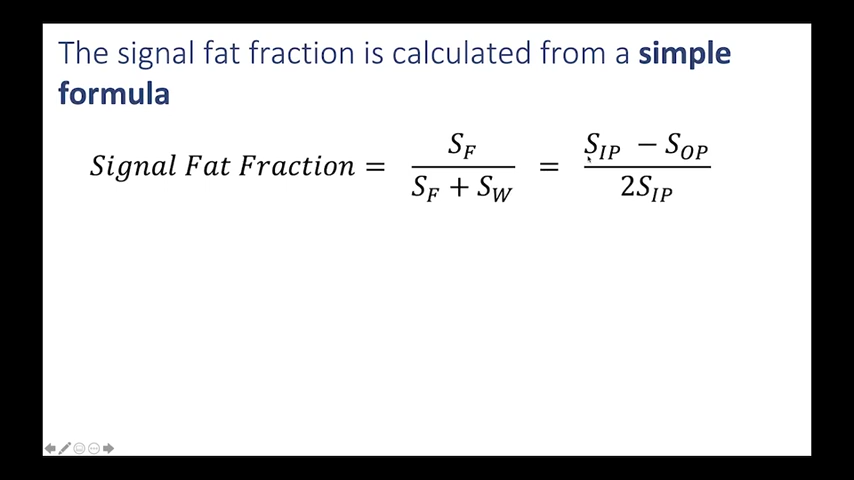 The signal fat fraction is calculated from a simple
formula
Signal Fat Fraction = S_F / (S_F + S_W) = (S_IP − S_OP) / 2S_IP